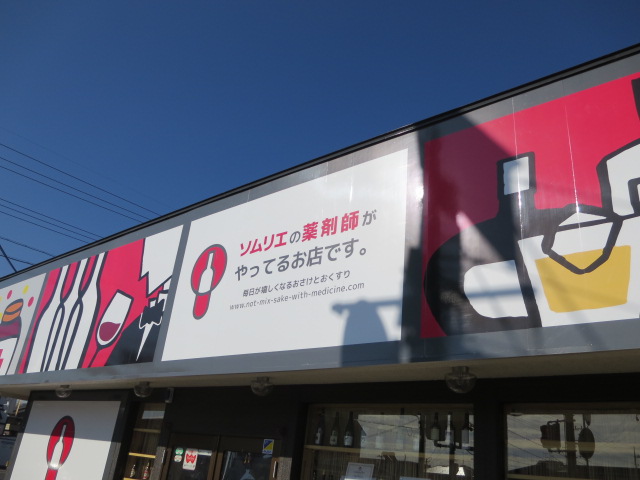 ソムリエの薬剤師が
やってるお店です。
毎日が嬉しくなるおさけとおくすり
www.not-mix-sake-with-medicine.com